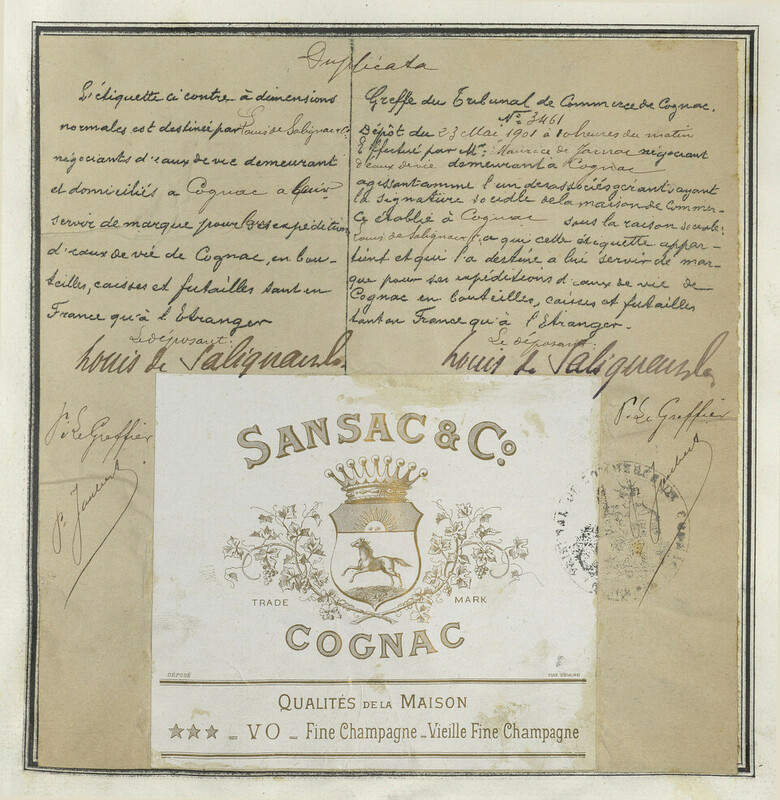 Duplicata
L'étiquette ci contre à dimensions
normales est destinée par Louis de Salignac & Co
négociants d'eaux de vie demeurant
et domiciliés à Cognac a leur
servir de marque pour les expéditions
d'eaux de vie de Cognac, en bou-
teilles, caisses et futailles tant en
France qu'à l'Etranger
Le déposant:
Louis de Salignac & Co
P. Le Greffier
P. Jaubert
Greffe du Tribunal de Commerce de Cognac.
No 3461
Dépôt du 23 Mai 1901 à 10 heures du matin
Effectué par Mr. Maurice de Jarnac négociant
d'eaux de vie demeurant à Cognac
agissant comme l'un des associés gérants, ayant
la signature sociale de la maison de Commer-
ce établie à Cognac sous la raison sociale:
Louis de Salignac & Co a qui cette étiquette appar-
tient et qui l'a destine a lui servir de mar-
que pour ses expéditions d'eaux de vie de
Cognac en bouteilles, caisses et futailles
tant en France qu'à l'Etranger.
Le déposant:
Louis de Salignac & Co
P. Le Greffier
SANSAC & Co
TRADE MARK
COGNAC
DÉPOSÉ
QUALITÉS DE LA MAISON
★★★ _ VO _ Fine Champagne _ Vieille Fine Champagne